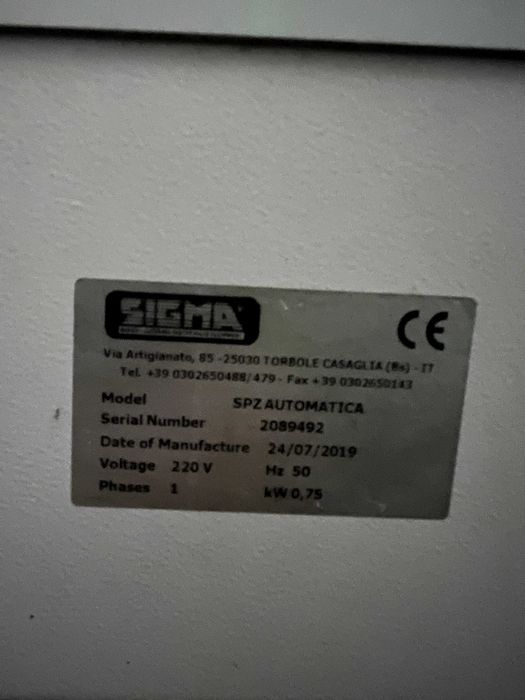 SIGMA
Via Artigianato, 85 -25030 TORBOLE CASAGLIA (Bs) - IT
Tel. +39 0302650488/479 - Fax +39 0302650143
Model SPZ AUTOMATICA
Serial Number 2089492
Date of Manufacture 24/07/2019
Voltage 220 V Hz 50
Phases 1 kW 0,75
CE